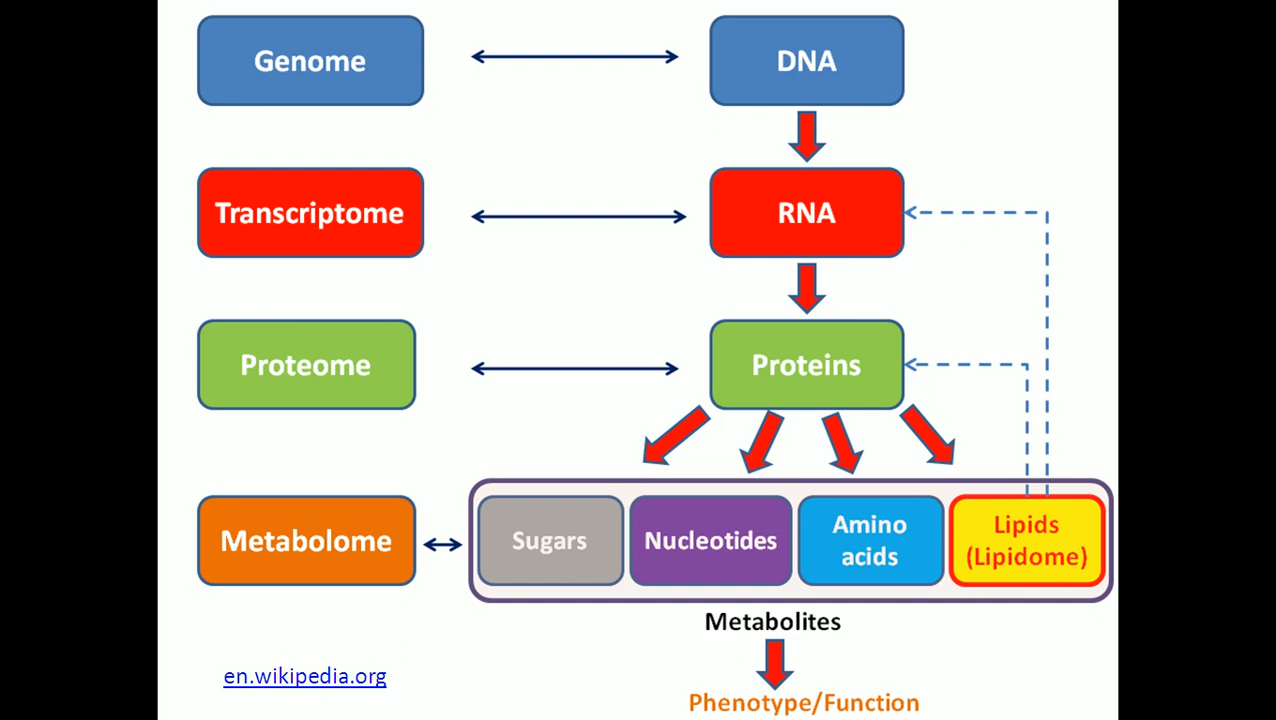 Genome
DNA
Transcriptome
RNA
Proteome
Proteins
Metabolome
Sugars
Nucleotides
Amino
acids
Lipids
(Lipidome)
Metabolites
en.wikipedia.org
Phenotype/Function